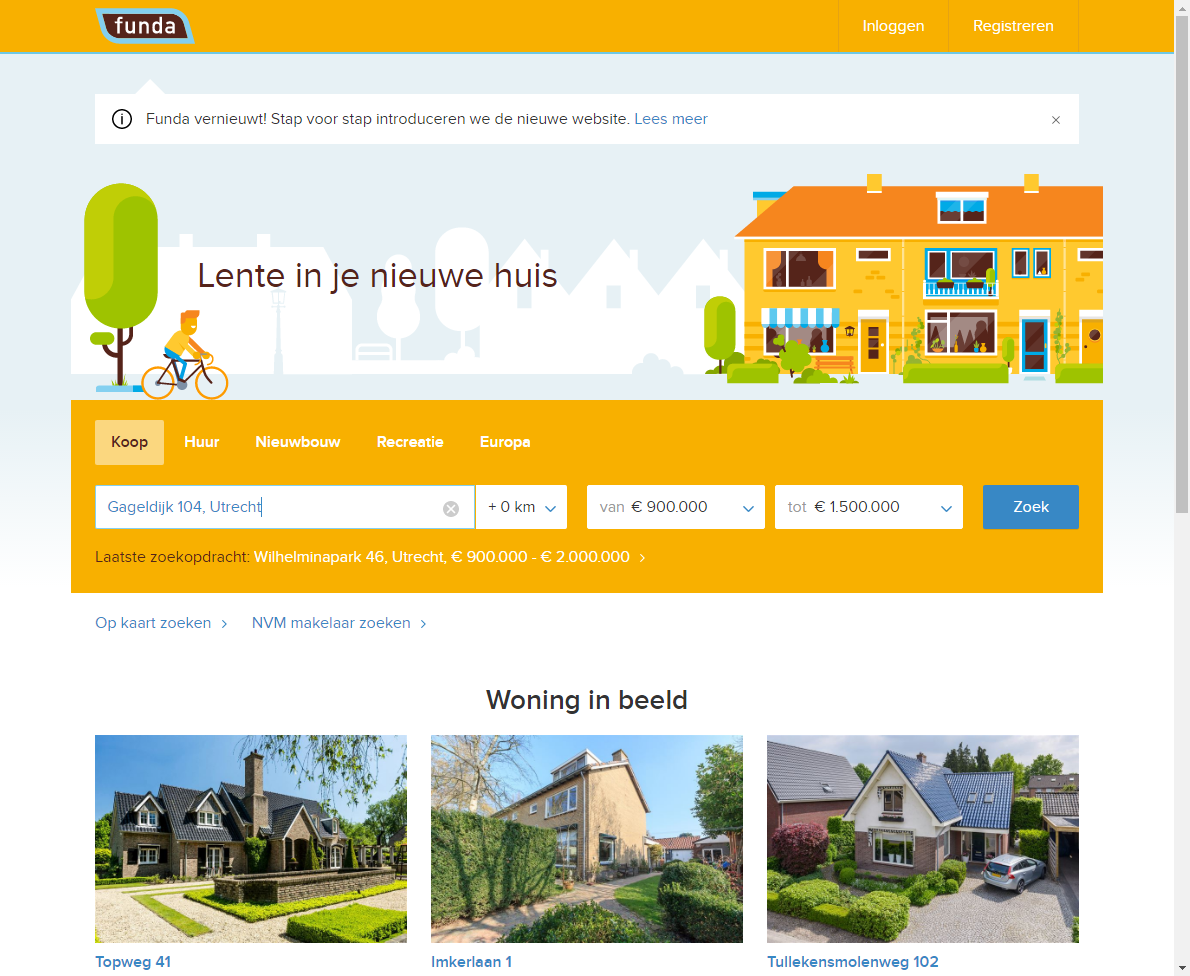 funda
Inloggen
Registreren
Funda vernieuwt! Stap voor stap introduceren we de nieuwe website. Lees meer
Lente in je nieuwe huis
Koop
Huur
Nieuwbouw
Recreatie
Europa
Gageldijk 104, Utrecht
+ 0 km
van € 900.000
tot € 1.500.000
Zoek
Laatste zoekopdracht: Wilhelminapark 46, Utrecht, € 900.000 - € 2.000.000
Op kaart zoeken
NVM makelaar zoeken
Woning in beeld
Topweg 41
Imkerlaan 1
Tullekensmolenweg 102